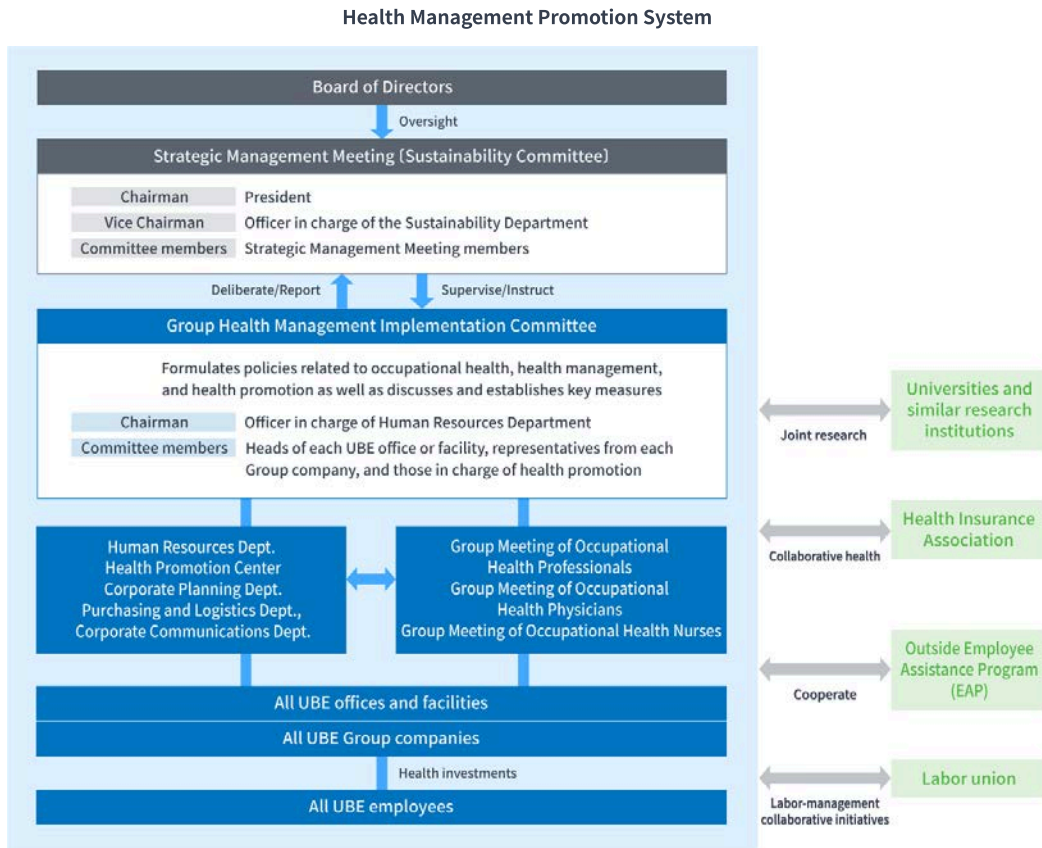 Health Management Promotion System
Board of Directors
Oversight
Strategic Management Meeting (Sustainability Committee)
Chairman President
Vice Chairman Officer in charge of the Sustainability Department
Committee members Strategic Management Meeting members
Deliberate/Report Supervise/Instruct
Group Health Management Implementation Committee
Formulates policies related to occupational health, health management,
and health promotion as well as discusses and establishes key measures
Chairman Officer in charge of Human Resources Department
Committee members Heads of each UBE office or facility, representatives from each
Group company, and those in charge of health promotion
Human Resources Dept.
Health Promotion Center
Corporate Planning Dept.
Purchasing and Logistics Dept.,
Corporate Communications Dept.
Group Meeting of Occupational
Health Professionals
Group Meeting of Occupational
Health Physicians
Group Meeting of Occupational Health Nurses
All UBE offices and facilities
All UBE Group companies
Health investments
All UBE employees
Joint research
Universities and
similar research
institutions
Collaborative health
Health Insurance
Association
Cooperate
Outside Employee
Assistance Program
(EAP)
Labor-management
collaborative initiatives
Labor union